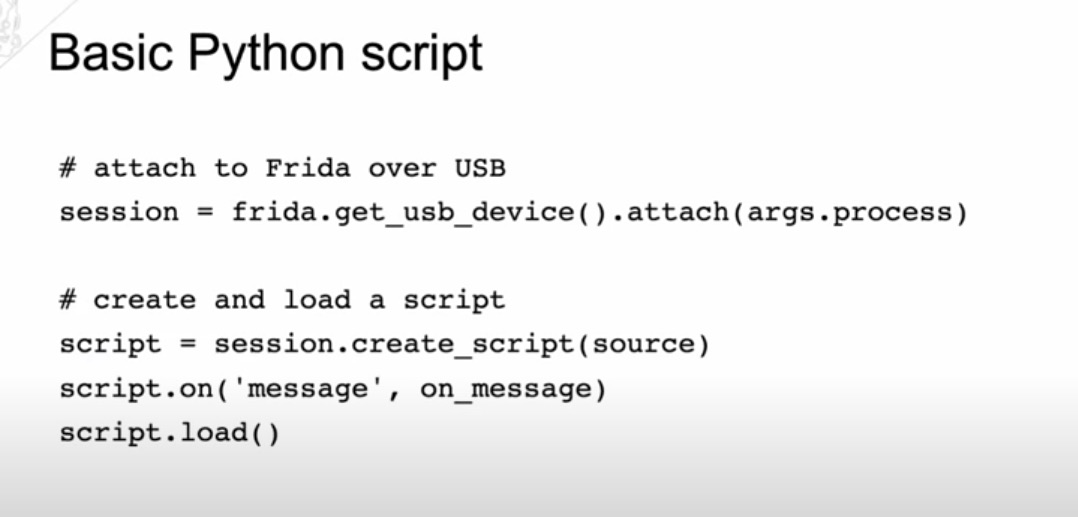 Basic Python script
# attach to Frida over USB
session = frida.get_usb_device().attach(args.process)
# create and load a script
script = session.create_script(source)
script.on('message', on_message)
script.load()